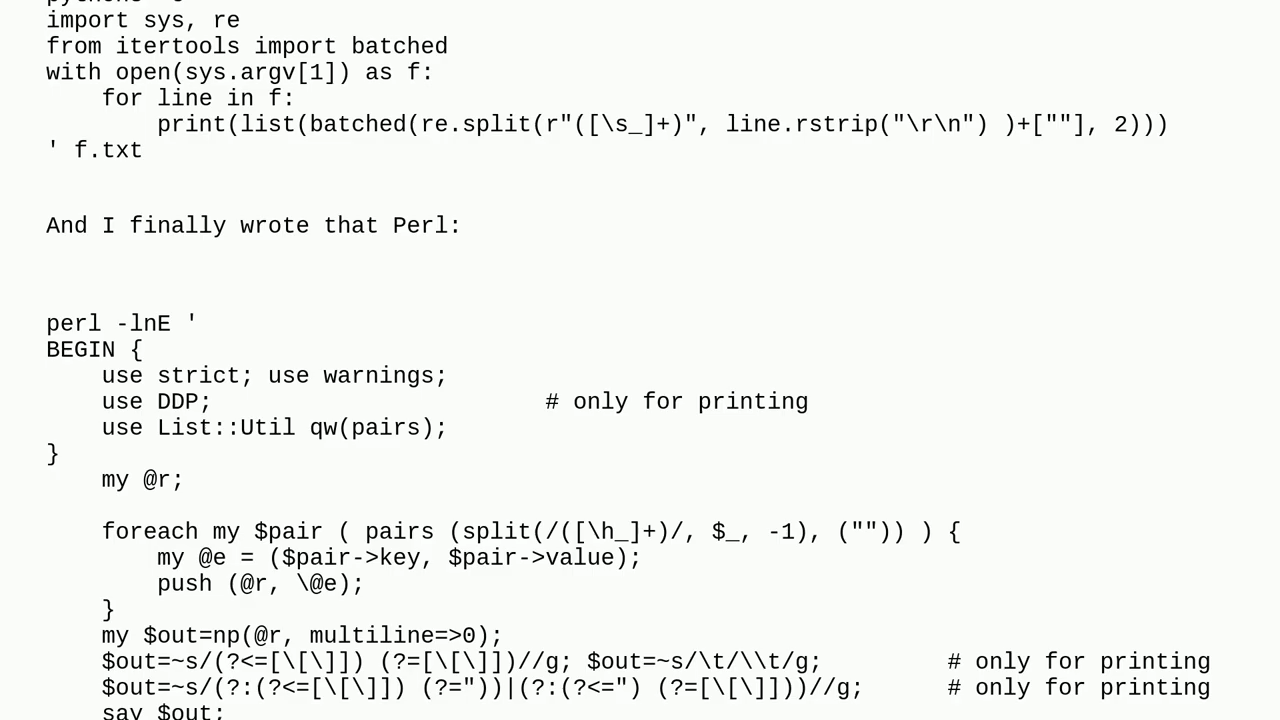 python3 -c '
import sys, re
from itertools import batched
with open(sys.argv[1]) as f:
    for line in f:
        print(list(batched(re.split(r"([\s_]+)", line.rstrip("\r\n") )+[""], 2)))
' f.txt
And I finally wrote that Perl:
perl -lnE '
BEGIN {
    use strict; use warnings;
    use DDP;                        # only for printing
    use List::Util qw(pairs);
}
    my @r;
    foreach my $pair ( pairs (split(/([\h_]+)/, $_, -1), ("")) ) {
        my @e = ($pair->key, $pair->value);
        push (@r, \@e);
    }
    my $out=np(@r, multiline=>0);
    $out=~s/(?<=[\[\]]) (?=[\[\]])//g; $out=~s/\t/\\t/g;         # only for printing
    $out=~s/(?:(?<=[\[\]]) (?="))|(?:(?<=") (?=[\[\]]))//g;      # only for printing
    say $out;